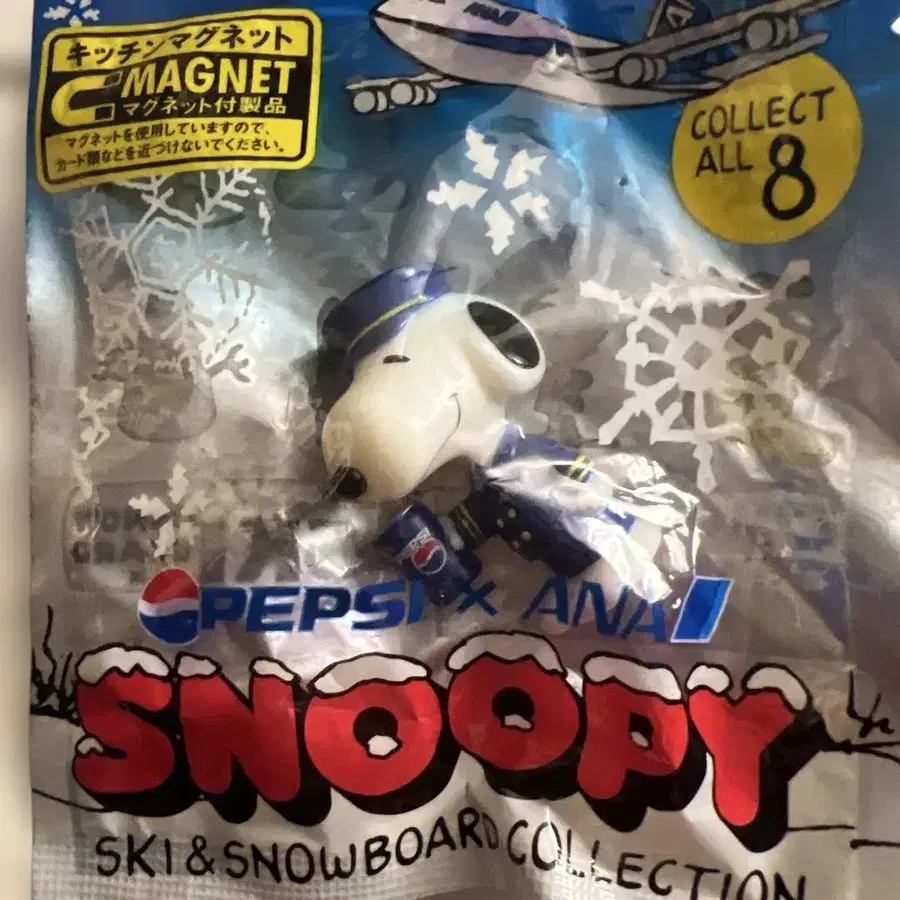 キッチンマグネット
MAGNET
マグネット付製品
マグネットを使用していますので、
カード類などを近づけないでください。
ANA
COLLECT
ALL 8
PEPSI × ANA
SNOOPY
SKI & SNOWBOARD COLLECTION